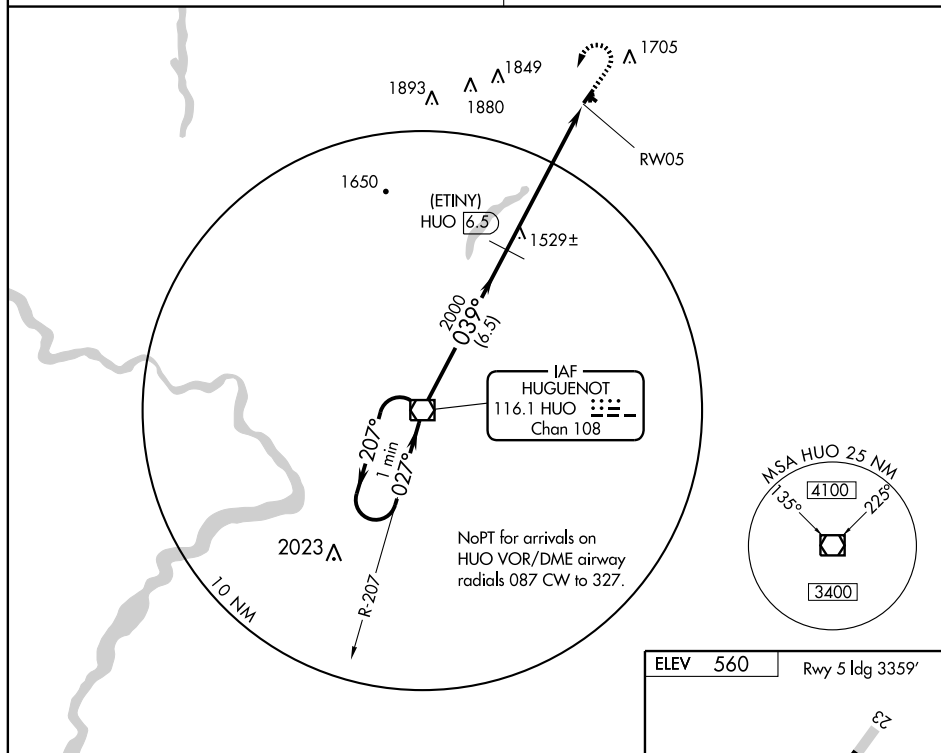 1705
1849
1893
1880
RW05
1650
(ETINY)
HUO 6.5
1529±
2000
039°
(6.5)
IAF
HUGUENOT
116.1 HUO
Chan 108
207°
1 min
027°
MSA HUO 25 NM
135°
4100
225°
3400
NoPT for arrivals on
HUO VOR/DME airway
radials 087 CW to 327.
2023
R-207
10 NM
ELEV 560
Rwy 5 ldg 3359'
23